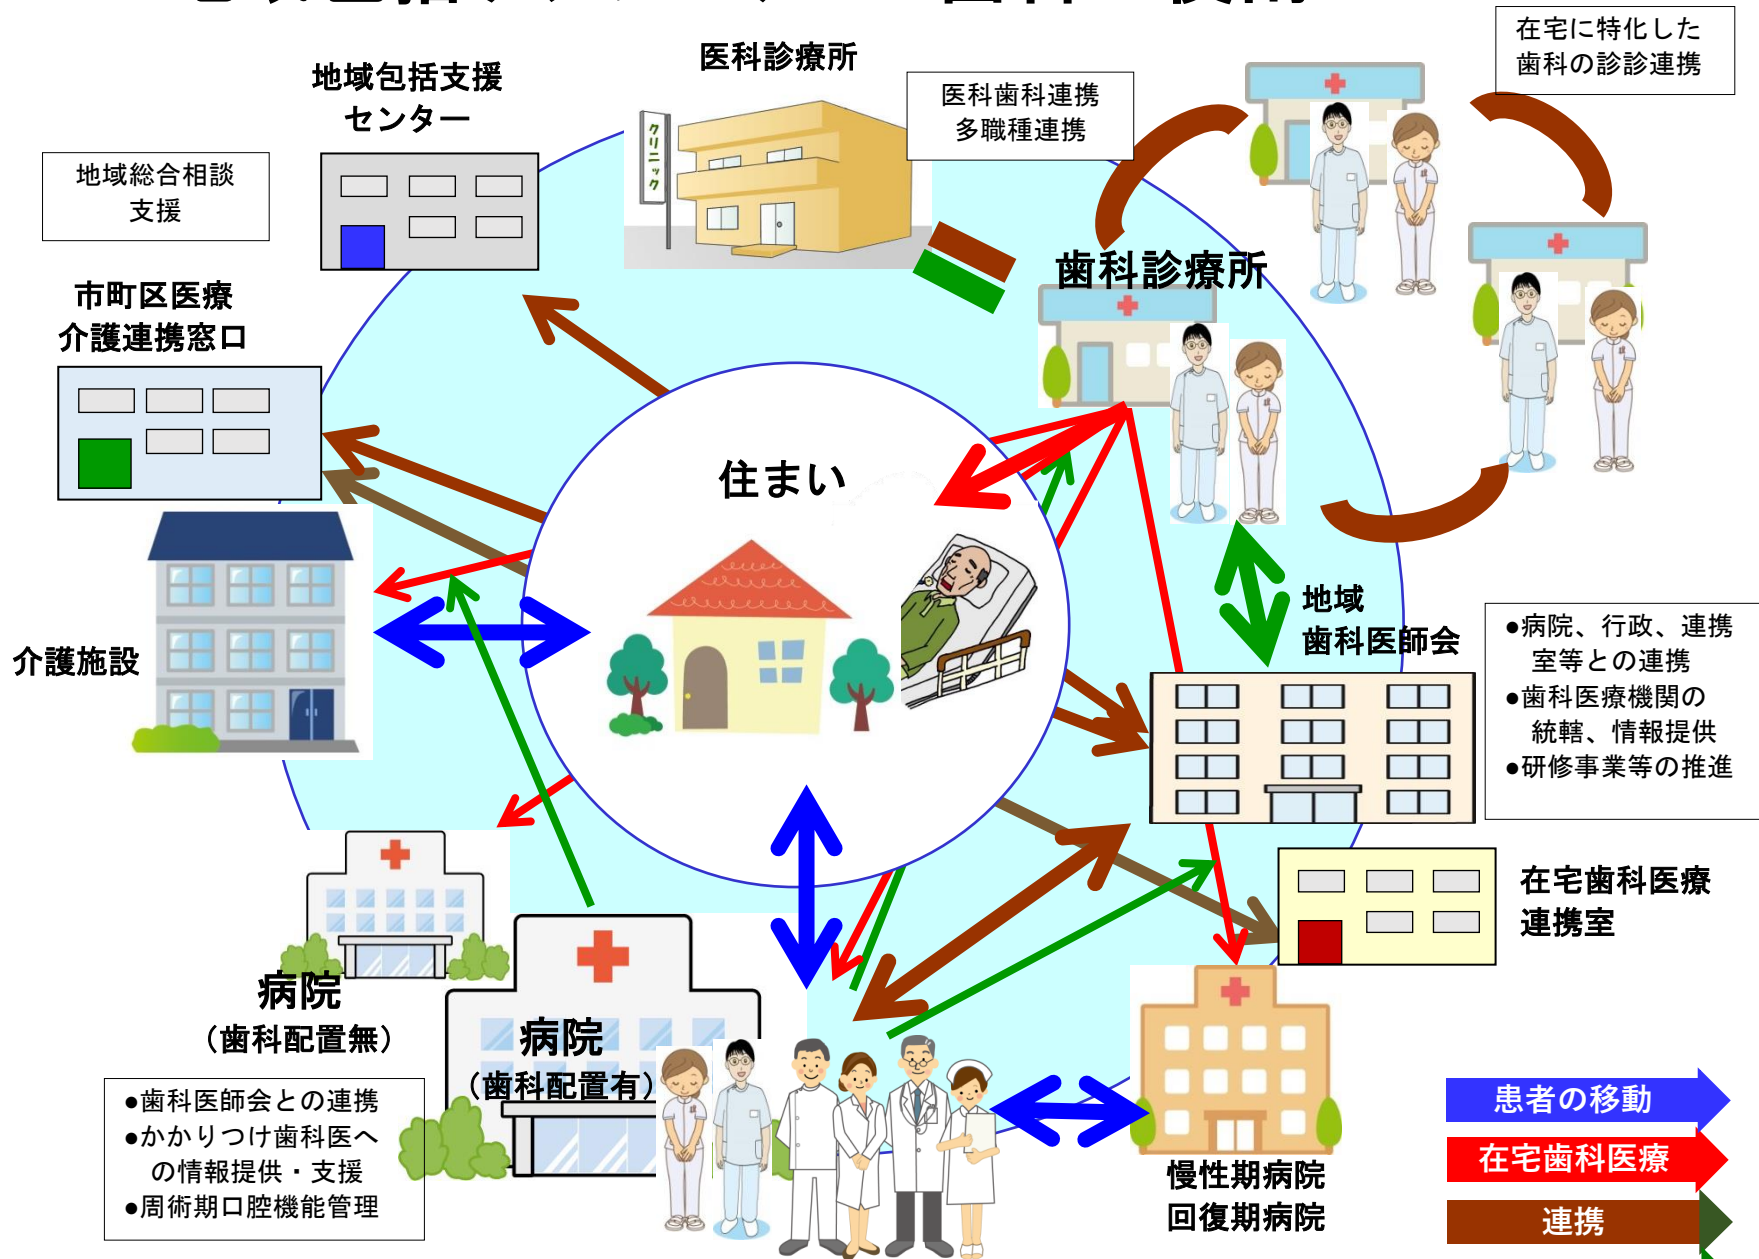 医科診療所
在宅に特化した
歯科の診診連携
地域包括支援
センター
医科歯科連携
多職種連携
クリニック
地域総合相談
支援
歯科診療所
市町区医療
介護連携窓口
住まい
地域
歯科医師会
●病院、行政、連携
室等との連携
●歯科医療機関の
統轄、情報提供
●研修事業等の推進
介護施設
在宅歯科医療
連携室
病院
（歯科配置無）
病院
（歯科配置有）
●歯科医師会との連携
●かかりつけ歯科医へ
の情報提供・支援
●周術期口腔機能管理
慢性期病院
回復期病院
患者の移動
在宅歯科医療
連携